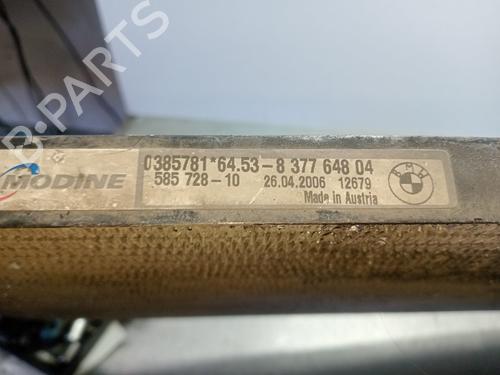 B-PARTS
MODINE
0385781*64.53-8 377 648 04
585 728-10 26.04.2006 12679
Made in Austria
BMW